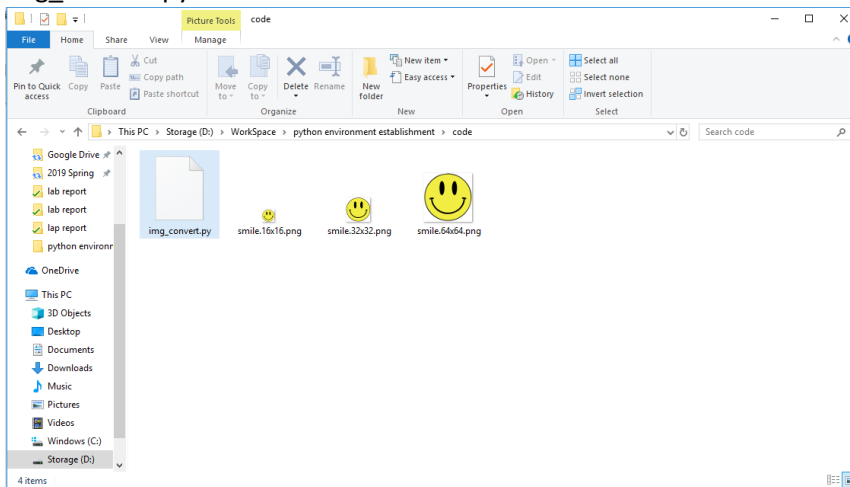 Picture Tools code
File Home Share View Manage
Pin to Quick access
Copy
Paste
Cut
Copy path
Paste shortcut
Clipboard
Move to
Copy to
Delete
Rename
Organize
New folder
New item
Easy access
New
Properties
Open
Edit
History
Open
Select all
Select none
Invert selection
Select
This PC > Storage (D:) > WorkSpace > python environment establishment > code
Search code
Google Drive
2019 Spring
lab report
lab report
lap report
python environr
OneDrive
This PC
3D Objects
Desktop
Documents
Downloads
Music
Pictures
Videos
Windows (C:)
Storage (D:)
img_convert.py
smile.16x16.png
smile.32x32.png
smile.64x64.png
4 items